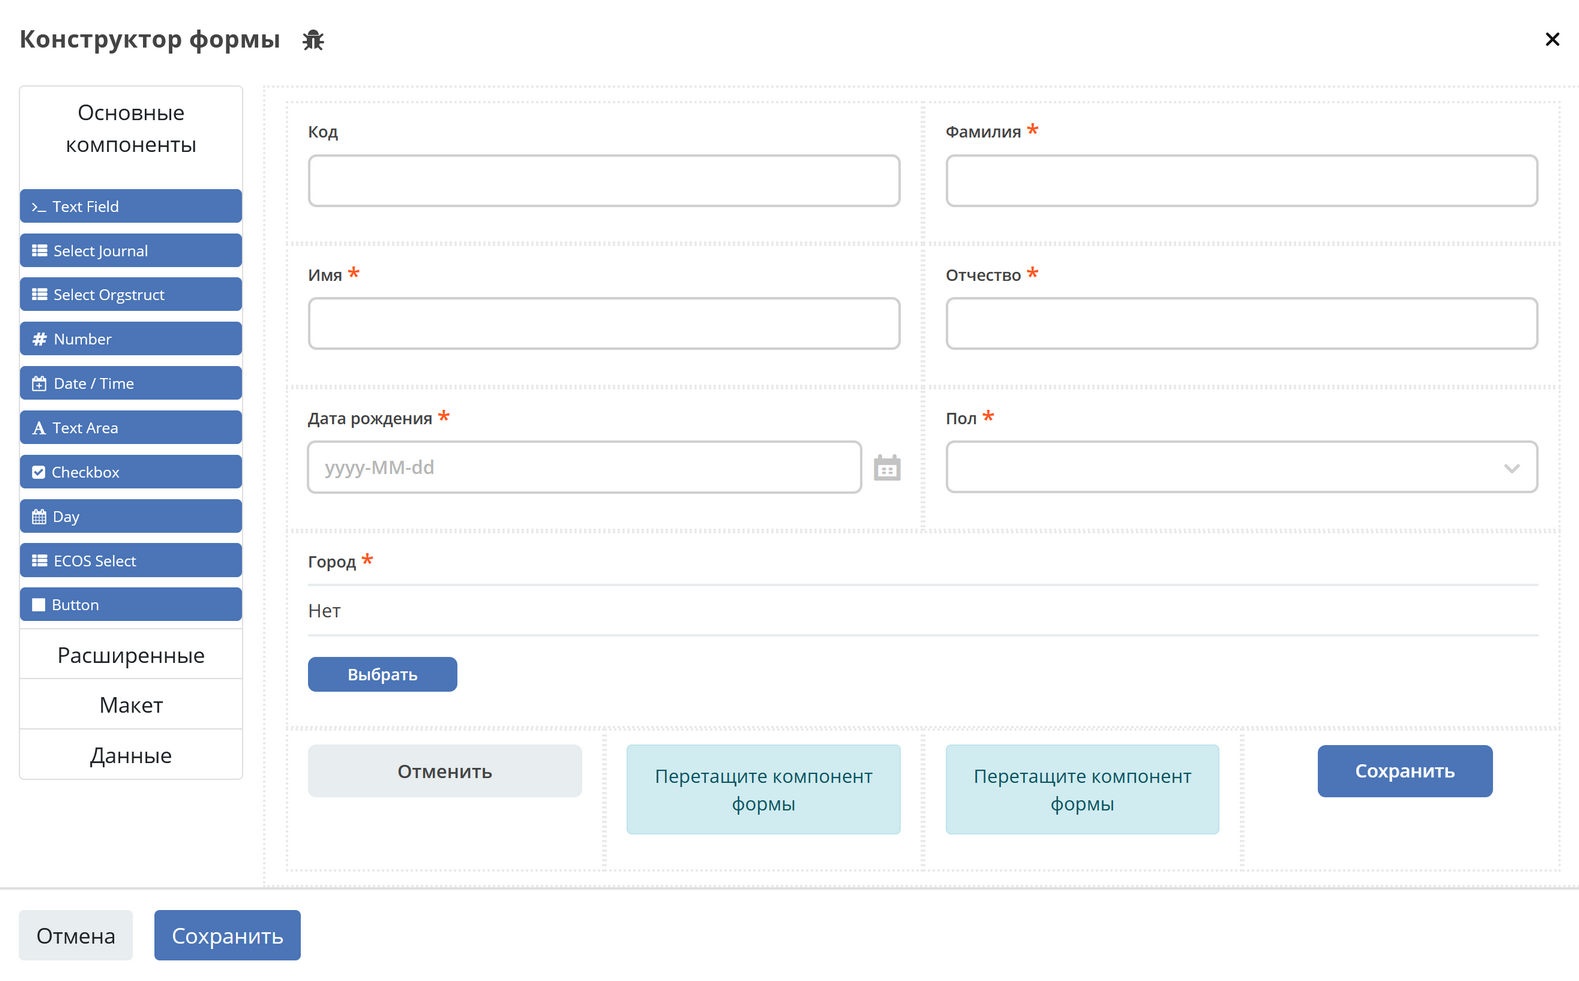 Конструктор формы
Основные
компоненты
Text Field
Select Journal
Select Orgstruct
Number
Date / Time
Text Area
Checkbox
Day
ECOS Select
Button
Расширенные
Макет
Данные
Код
Фамилия *
Имя *
Отчество *
Дата рождения *
yyyy-MM-dd
Пол *
Город *
Нет
Выбрать
Отменить
Перетащите компонент
формы
Перетащите компонент
формы
Сохранить
Отмена
Сохранить